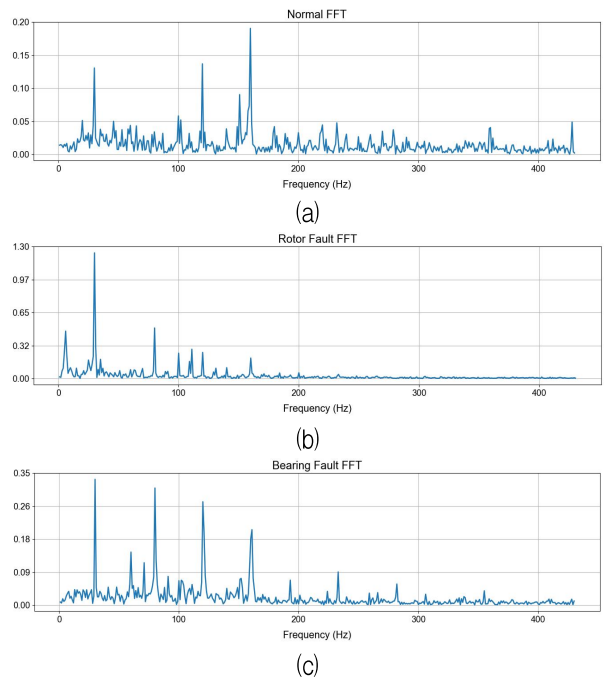 Normal FFT
0.20
0.15
0.10
0.05
0.00
0 100 200 300 400
Frequency (Hz)
(a)
Rotor Fault FFT
1.30
0.97
0.65
0.32
0.00
0 100 200 300 400
Frequency (Hz)
(b)
Bearing Fault FFT
0.35
0.26
0.18
0.09
0.00
0 100 200 300 400
Frequency (Hz)
(c)